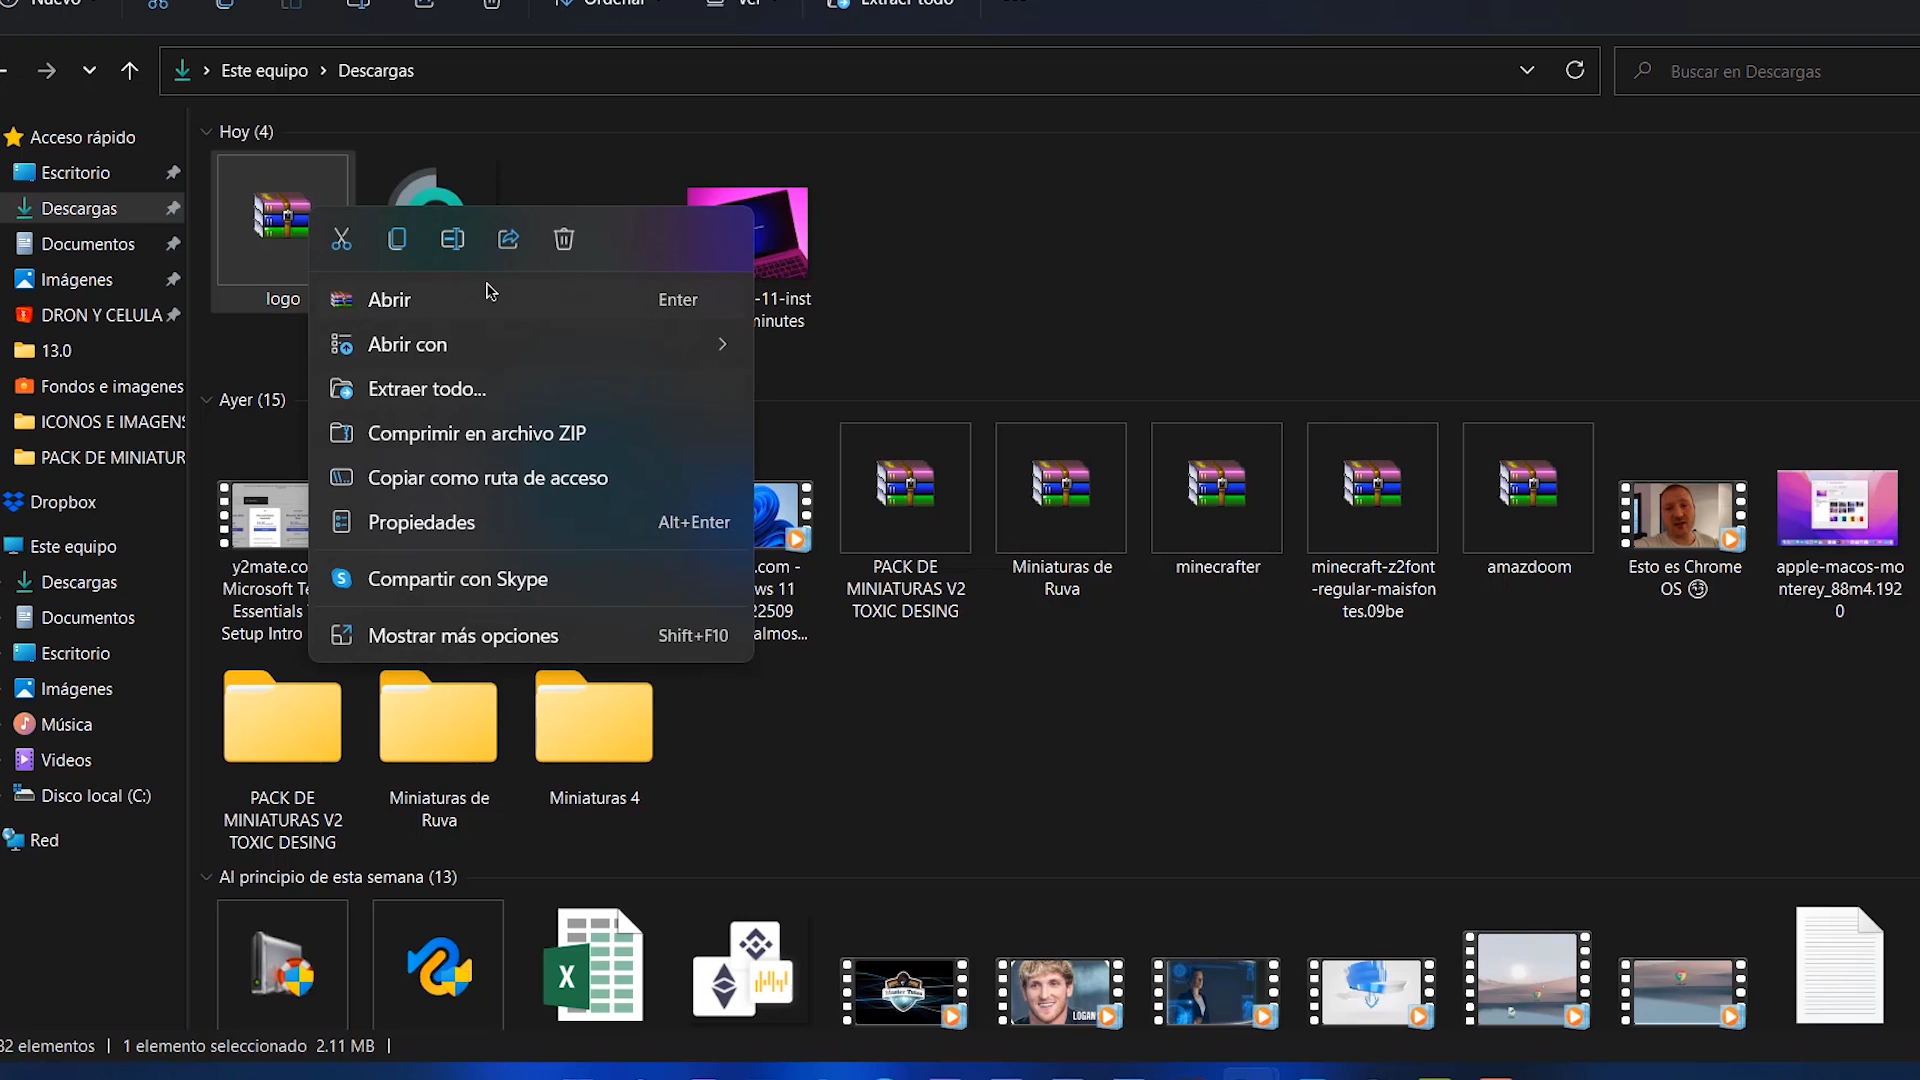 Nuevo
Ordenar
Ver
Extraer todo
Este equipo
Descargas
Buscar en Descargas
Acceso rápido
Escritorio
Descargas
Documentos
Imágenes
DRON Y CELULA
13.0
Fondos e imagenes
ICONOS E IMAGENS
PACK DE MINIATUR
Dropbox
Este equipo
Descargas
Documentos
Escritorio
Imágenes
Música
Videos
Disco local (C:)
Red
Hoy (4)
logo
-11-inst
minutes
Abrir Enter
Abrir con
Extraer todo...
Comprimir en archivo ZIP
Copiar como ruta de acceso
Propiedades Alt+Enter
Compartir con Skype
Mostrar más opciones Shift+F10
Ayer (15)
y2mate.co
Microsoft Te
Essentials
Setup Intro
.com -
ws 11
22509
almos...
PACK DE
MINIATURAS V2
TOXIC DESING
Miniaturas de
Ruva
minecrafter
minecraft-z2font
-regular-maisfon
tes.09be
amazdoom
Esto es Chrome
OS 😏
apple-macos-mo
nterey_88m4.192
0
PACK DE
MINIATURAS V2
TOXIC DESING
Miniaturas de
Ruva
Miniaturas 4
Al principio de esta semana (13)
X
LOGAN
32 elementos
1 elemento seleccionado 2.11 MB